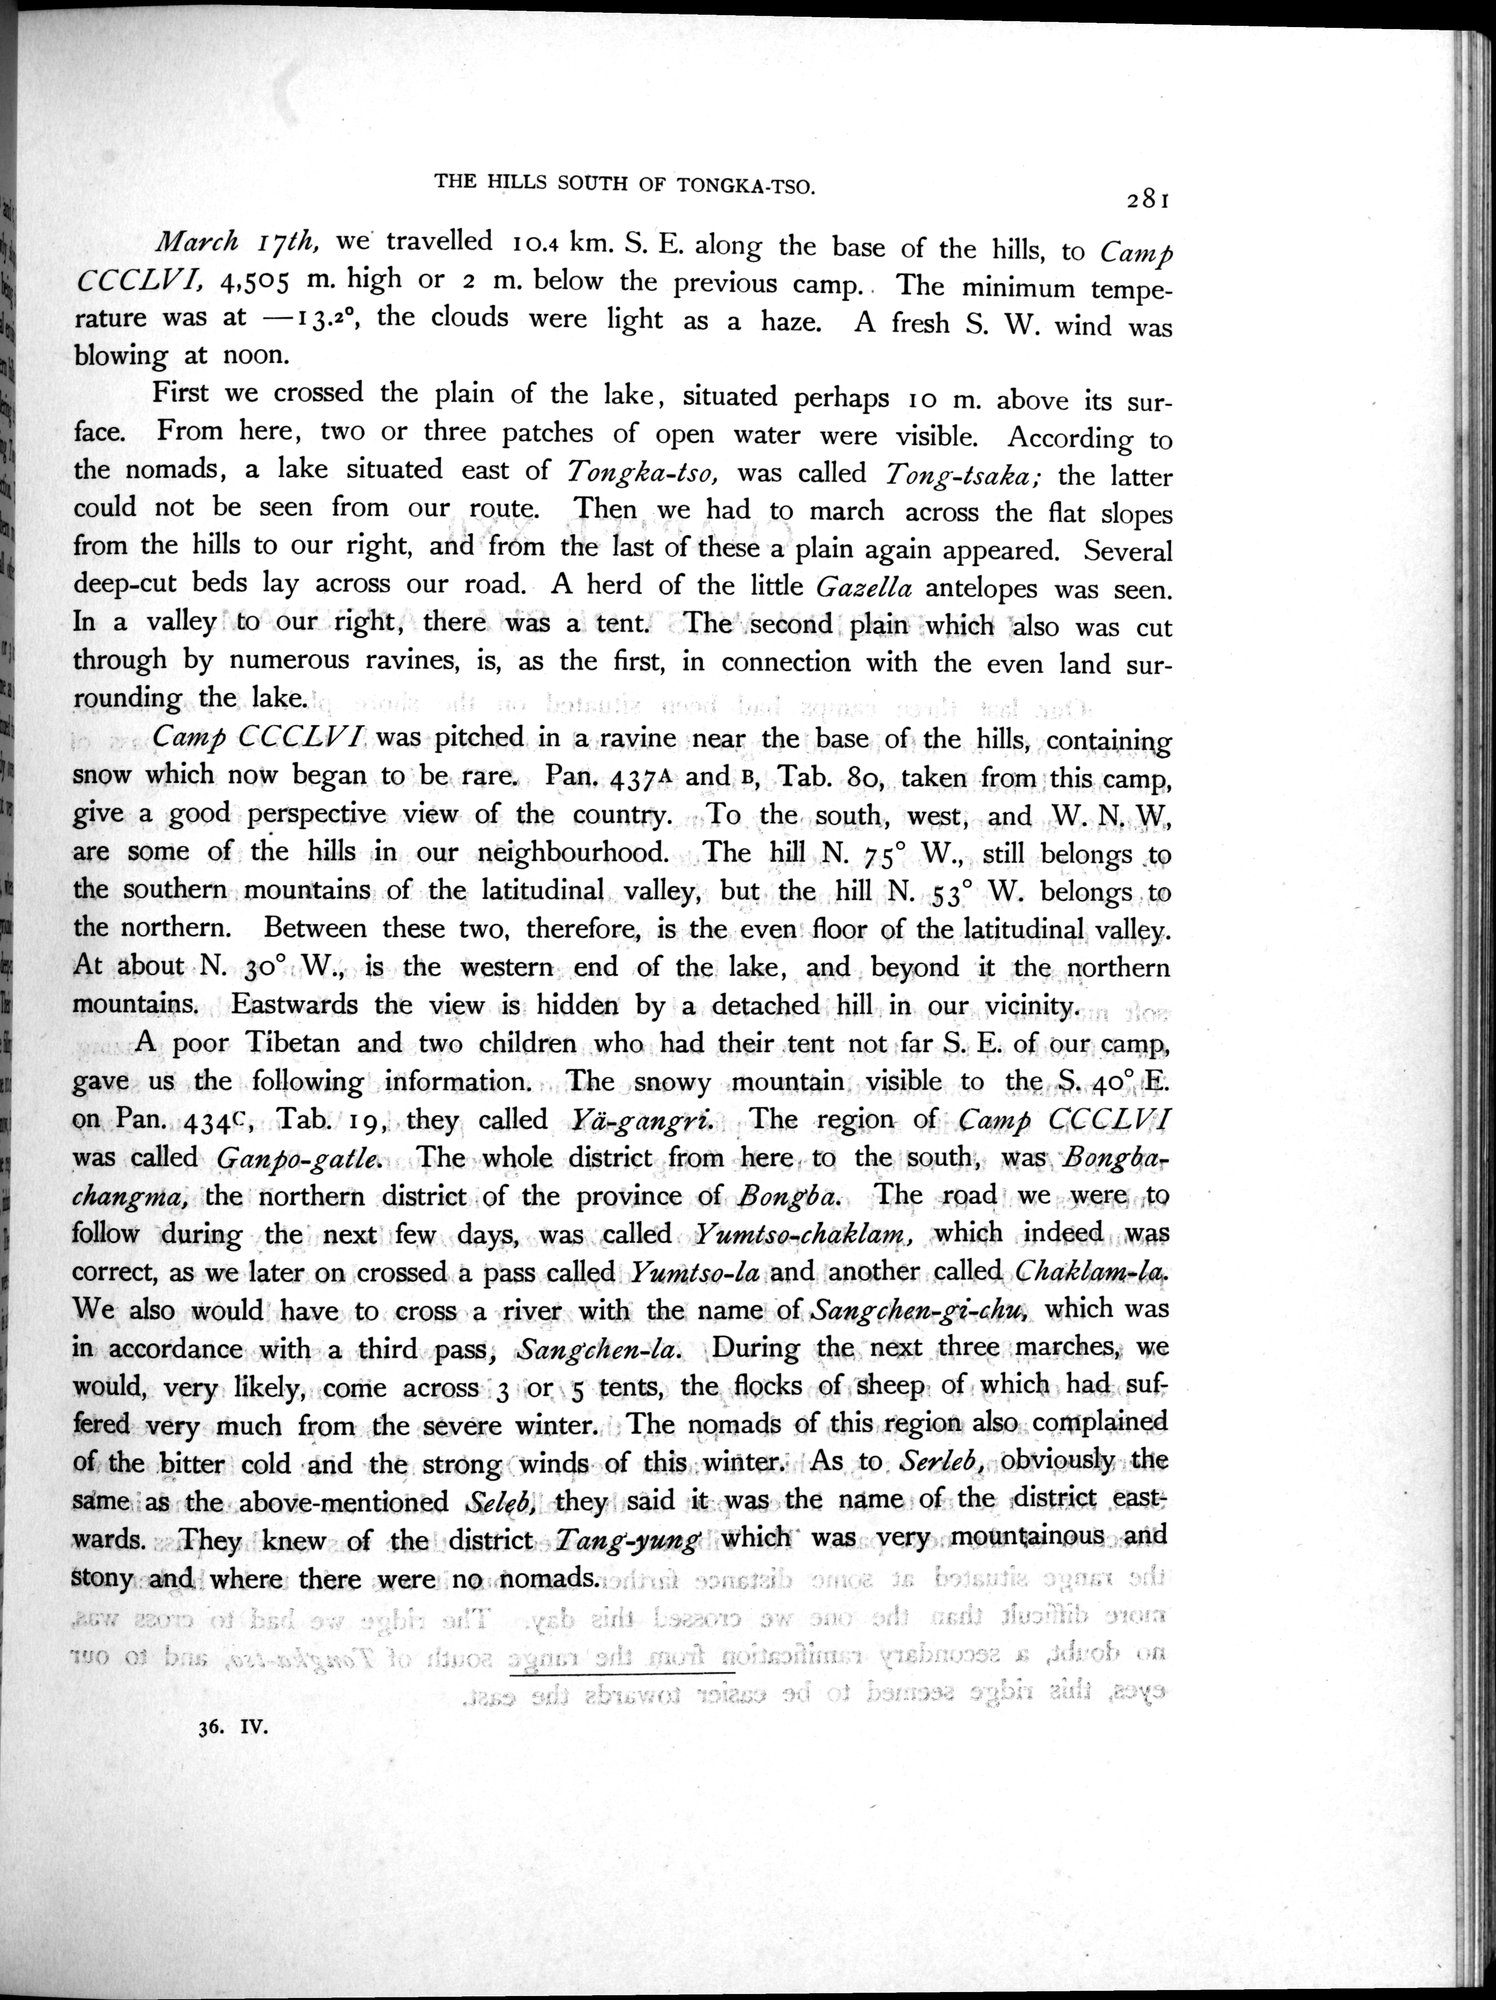 THE HILLS SOUTH OF TONGKA-TSO.
281
March 17th, we travelled 10.4 km. S. E. along the base of the hills, to Camp
CCCLVI, 4,505 m. high or 2 m. below the previous camp. The minimum tempe-
rature was at —13.2°, the clouds were light as a haze. A fresh S. W. wind was
blowing at noon.
First we crossed the plain of the lake, situated perhaps 10 m. above its sur-
face. From here, two or three patches of open water were visible. According to
the nomads, a lake situated east of Tongka-tso, was called Tong-tsaka; the latter
could not be seen from our route. Then we had to march across the flat slopes
from the hills to our right, and from the last of these a plain again appeared. Several
deep-cut beds lay across our road. A herd of the little Gazella antelopes was seen.
In a valley to our right, there was a tent. The second plain which also was cut
through by numerous ravines, is, as the first, in connection with the even land sur-
rounding the lake.
Camp CCCLVI was pitched in a ravine near the base of the hills, containing
snow which now began to be rare. Pan. 437A and B, Tab. 80, taken from this camp,
give a good perspective view of the country. To the south, west, and W. N. W,
are some of the hills in our neighbourhood. The hill N. 75° W., still belongs to
the southern mountains of the latitudinal valley, but the hill N. 53° W. belongs to
the northern. Between these two, therefore, is the even floor of the latitudinal valley.
At about N. 30° W., is the western end of the lake, and beyond it the northern
mountains. Eastwards the view is hidden by a detached hill in our vicinity.
A poor Tibetan and two children who had their tent not far S. E. of our camp,
gave us the following information. The snowy mountain visible to the S. 40° E.
on Pan. 434C, Tab. 19, they called Yä-gangri. The region of Camp CCCLVI
was called Ganpo-gatle. The whole district from here to the south, was Bongba-
changma, the northern district of the province of Bongba. The road we were to
follow during the next few days, was called Yumtso-chaklam, which indeed was
correct, as we later on crossed a pass called Yumtso-la and another called Chaklam-la.
We also would have to cross a river with the name of Sangchen-gi-chu, which was
in accordance with a third pass, Sangchen-la. During the next three marches, we
would, very likely, come across 3 or 5 tents, the flocks of sheep of which had suf-
fered very much from the severe winter. The nomads of this region also complained
of the bitter cold and the strong winds of this winter. As to Serleb, obviously the
same as the above-mentioned Seleb, they said it was the name of the district east-
wards. They knew of the district Tang-yung which was very mountainous and
stony and where there were no nomads.
36. IV.